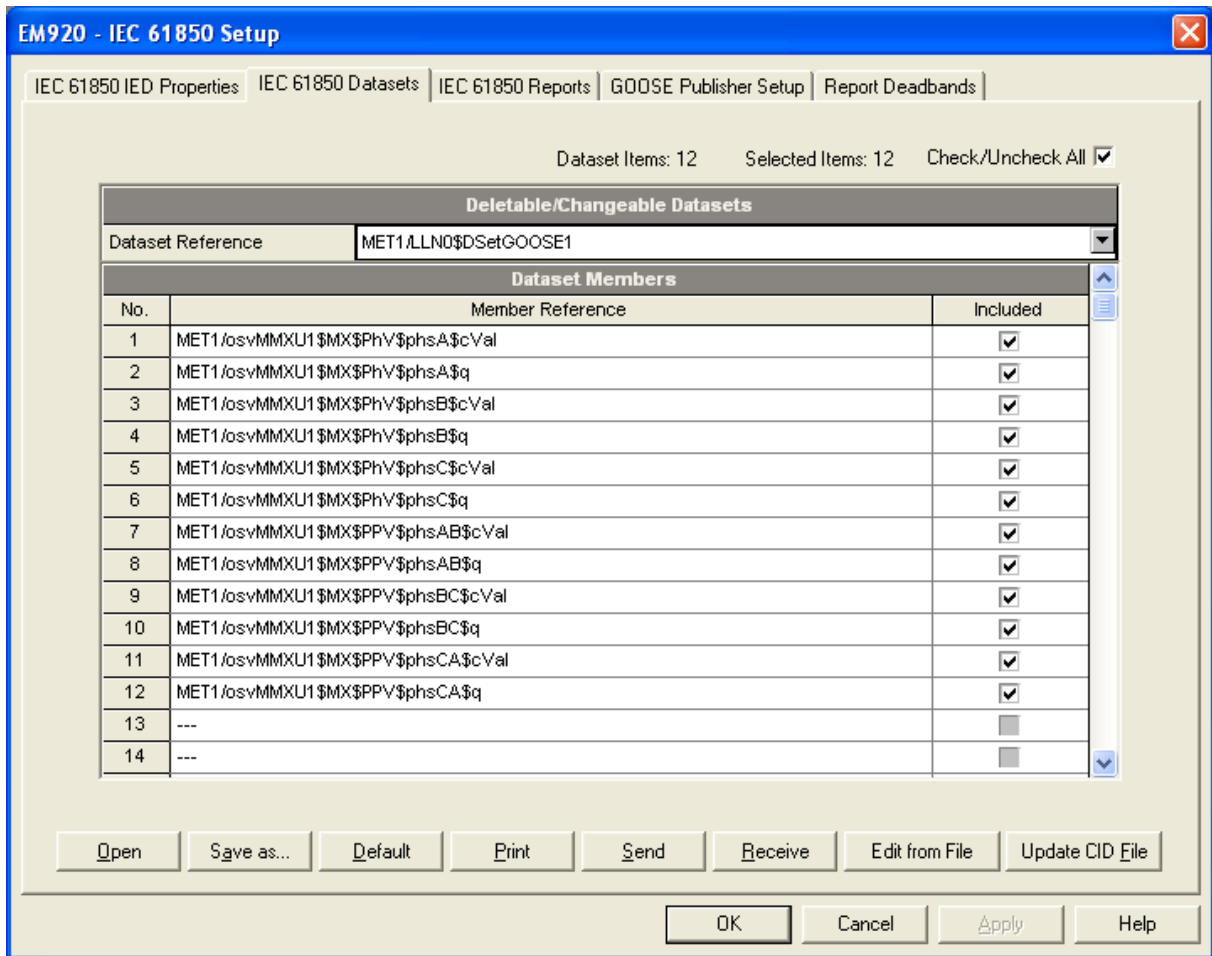 EM920 - IEC 61850 Setup
IEC 61850 IED Properties IEC 61850 Datasets IEC 61850 Reports GOOSE Publisher Setup Report Deadbands
Dataset Items: 12 Selected Items: 12 Check/Uncheck All
Deletable/Changeable Datasets
Dataset Reference MET1/LLN0$DSetGOOSE1
Dataset Members
No. Member Reference Included
1 MET1/osvMMXU1$MX$PhV$phsA$cVal
2 MET1/osvMMXU1$MX$PhV$phsA$q
3 MET1/osvMMXU1$MX$PhV$phsB$cVal
4 MET1/osvMMXU1$MX$PhV$phsB$q
5 MET1/osvMMXU1$MX$PhV$phsC$cVal
6 MET1/osvMMXU1$MX$PhV$phsC$q
7 MET1/osvMMXU1$MX$PPV$phsAB$cVal
8 MET1/osvMMXU1$MX$PPV$phsAB$q
9 MET1/osvMMXU1$MX$PPV$phsBC$cVal
10 MET1/osvMMXU1$MX$PPV$phsBC$q
11 MET1/osvMMXU1$MX$PPV$phsCA$cVal
12 MET1/osvMMXU1$MX$PPV$phsCA$q
13 ---
14 ---
Open Save as... Default Print Send Receive Edit from File Update CID File
OK Cancel Apply Help